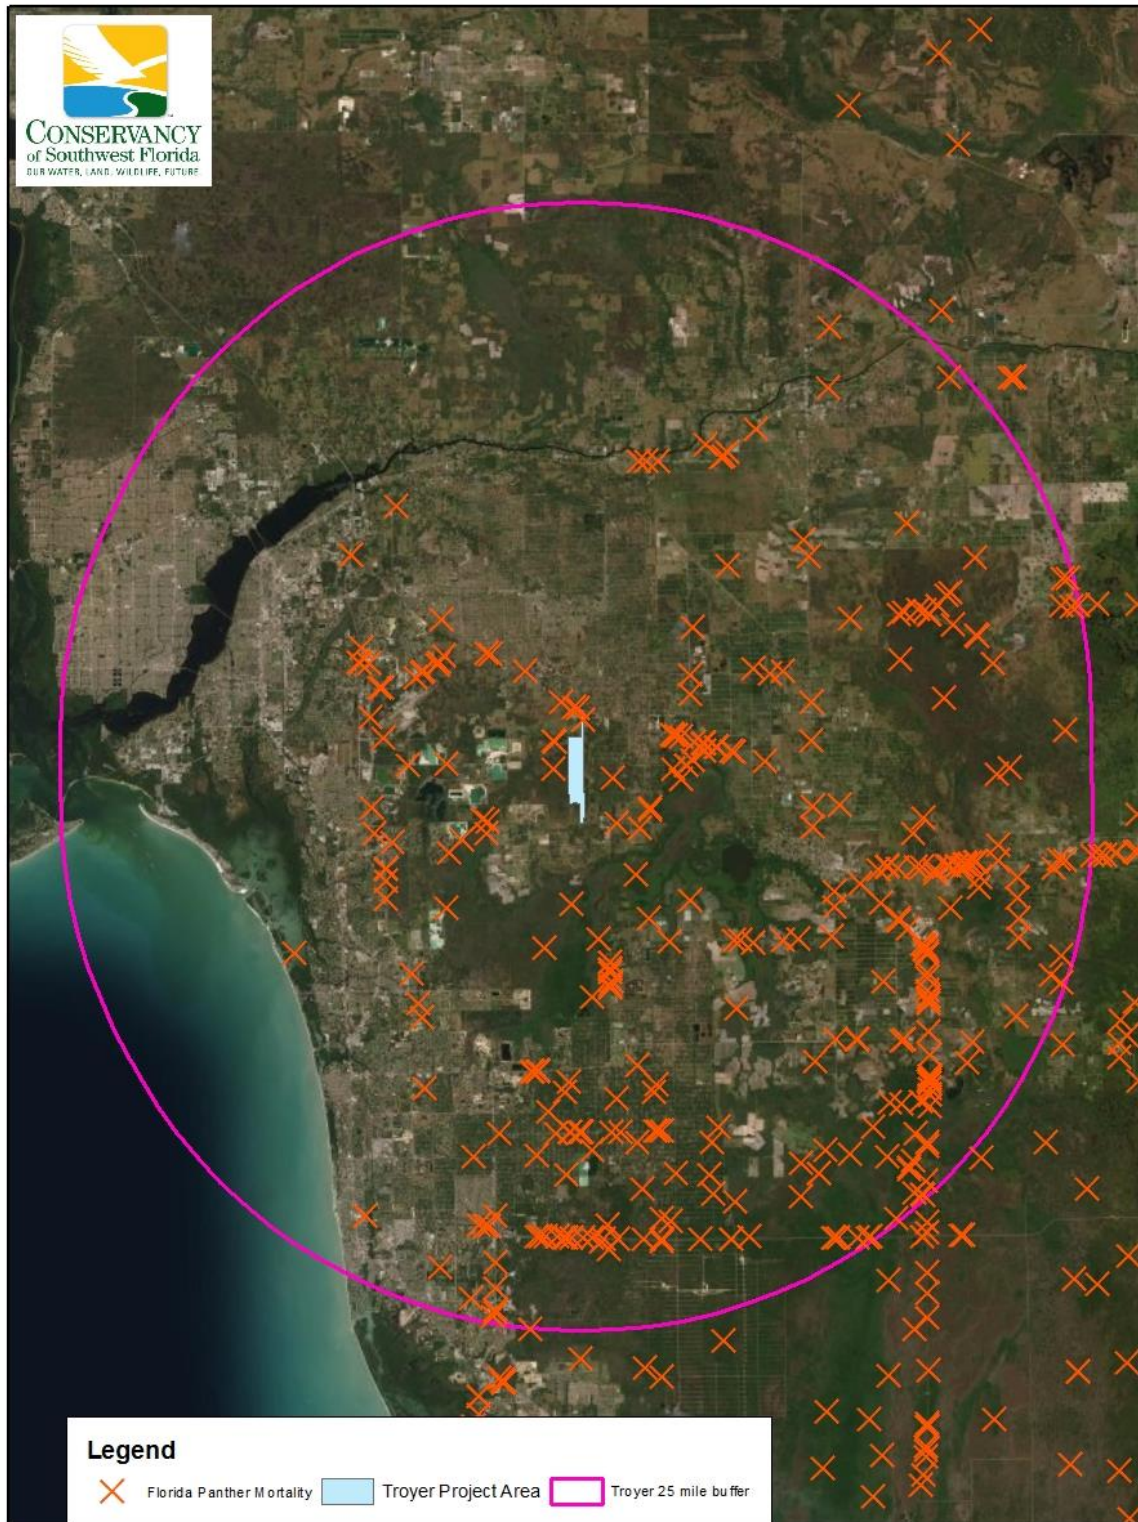 CONSERVANCY
of Southwest Florida
OUR WATER, LAND, WILDLIFE, FUTURE
Legend
Florida Panther Mortality
Troyer Project Area
Troyer 25 mile buffer